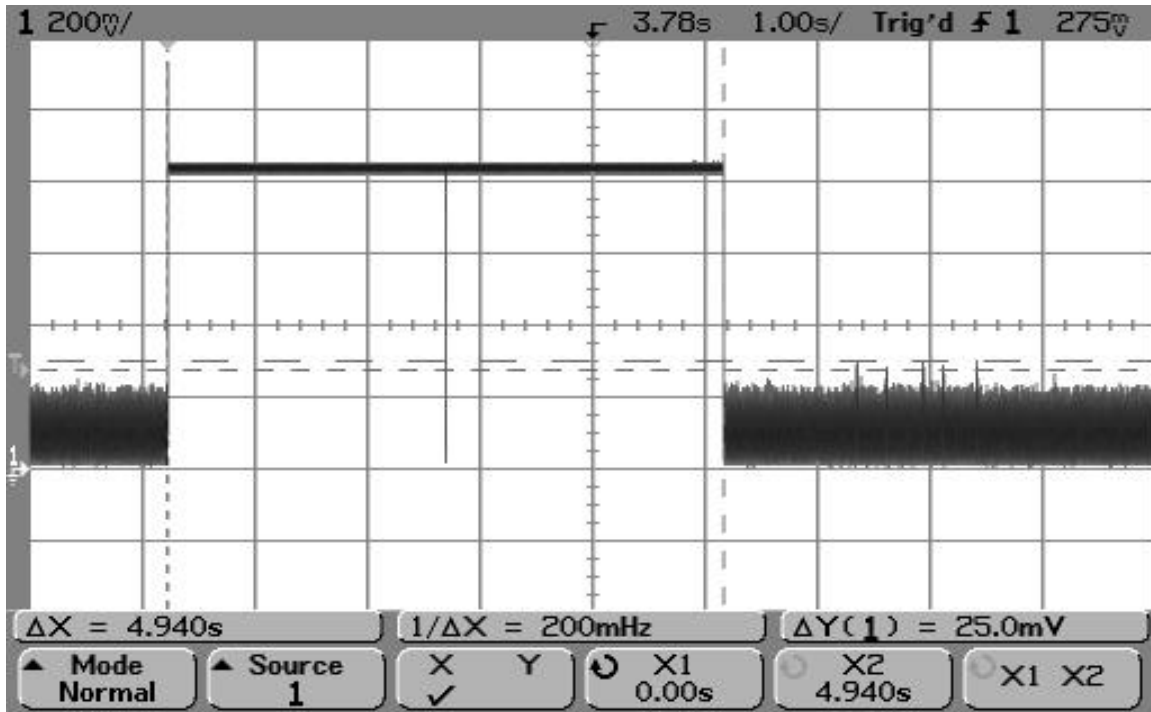 1 200mV/ 3.78s 1.00s/ Trig'd 1 275mV
T
1
ΔX = 4.940s 1/ΔX = 200mHz ΔY(1) = 25.0mV
Mode Source X Y X1 X2 X1 X2
Normal 1 ✓ 0.00s 4.940s